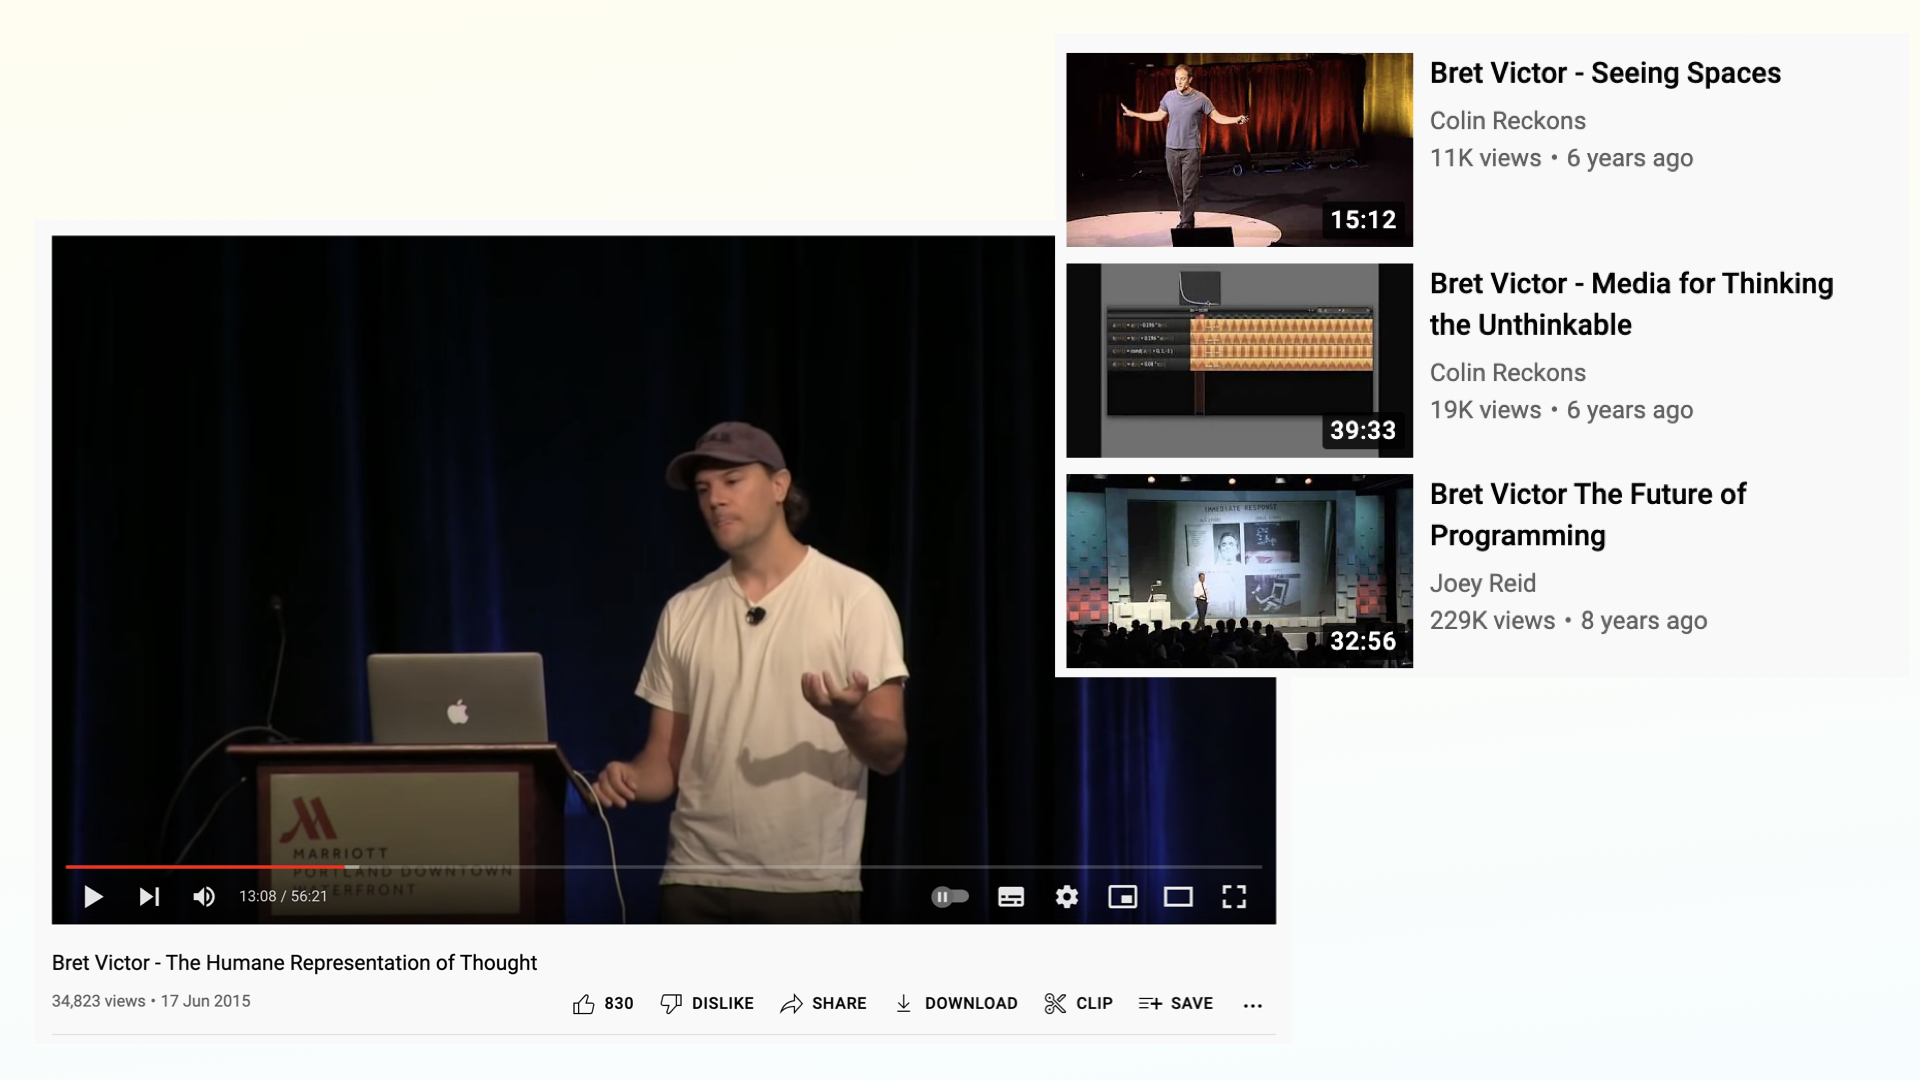 Bret Victor - Seeing Spaces
Colin Reckons
11K views • 6 years ago
15:12
Bret Victor - Media for Thinking
the Unthinkable
Colin Reckons
19K views • 6 years ago
39:33
IMMEDIATE RESPONSE
Bret Victor The Future of
Programming
Joey Reid
229K views • 8 years ago
32:56
MARRIOTT
PORTLAND DOWNTOWN
WATERFRONT
13:08 / 56:21
Bret Victor - The Humane Representation of Thought
34,823 views • 17 Jun 2015
830
DISLIKE
SHARE
DOWNLOAD
CLIP
SAVE